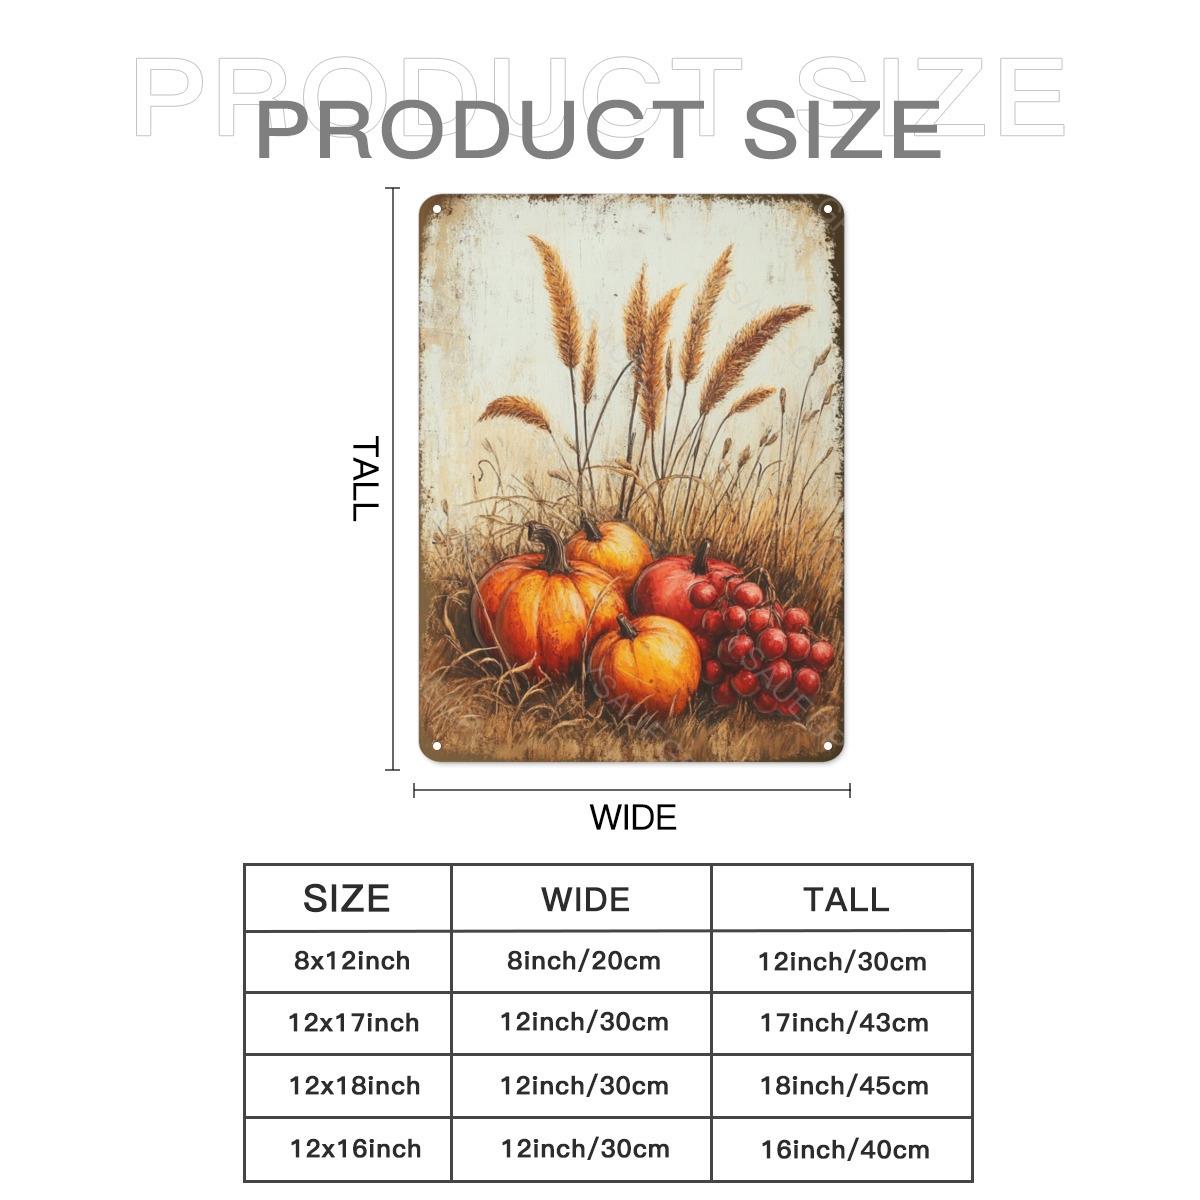 PRODUCT SIZE
PRODUCT SIZE
TALL
WIDE
SIZE WIDE TALL
8x12inch 8inch/20cm 12inch/30cm
12x17inch 12inch/30cm 17inch/43cm
12x18inch 12inch/30cm 18inch/45cm
12x16inch 12inch/30cm 16inch/40cm